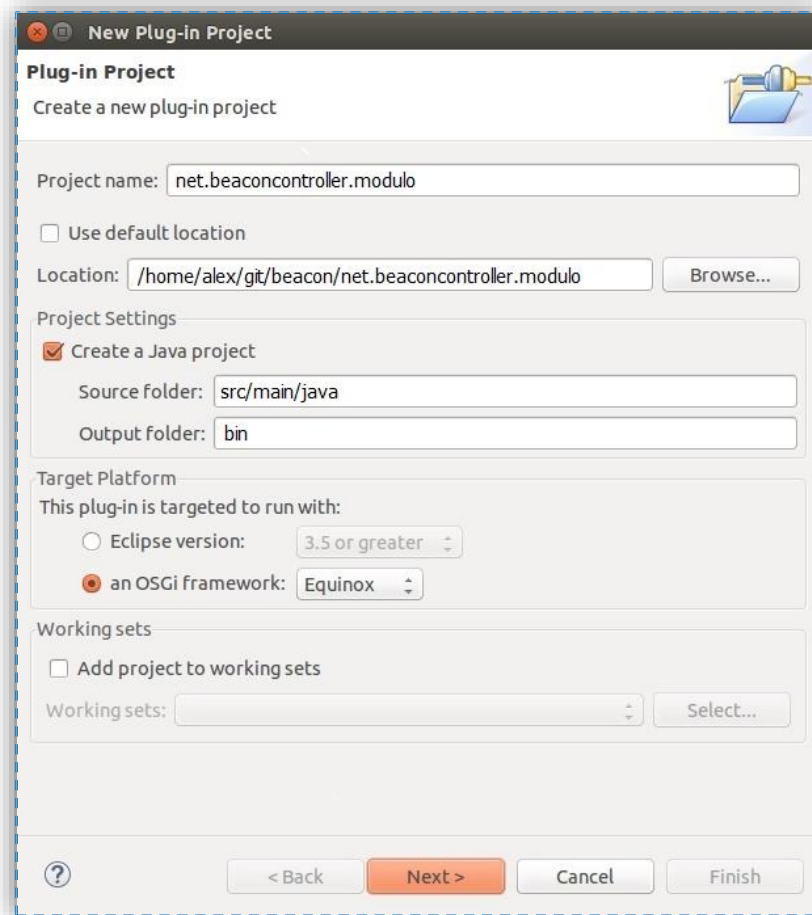 New Plug-in Project
Plug-in Project
Create a new plug-in project
Project name: net.beaconcontroller.modulo
Use default location
Location: /home/alex/git/beacon/net.beaconcontroller.modulo Browse...
Project Settings
Create a Java project
Source folder: src/main/java
Output folder: bin
Target Platform
This plug-in is targeted to run with:
Eclipse version: 3.5 or greater
an OSGi framework: Equinox
Working sets
Add project to working sets
Working sets: Select...
? < Back Next > Cancel Finish